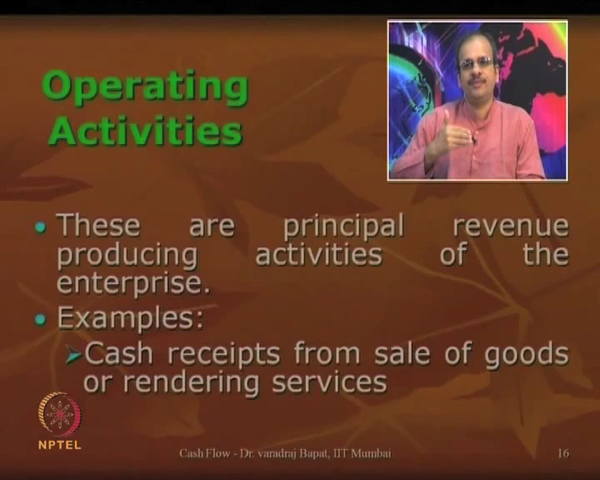 Operating
Activities
• These are principal revenue
producing activities of the
enterprise.
• Examples:
➢Cash receipts from sale of goods
or rendering services
NPTEL
Cash Flow - Dr. varadraj Bapat, IIT Mumbai
16